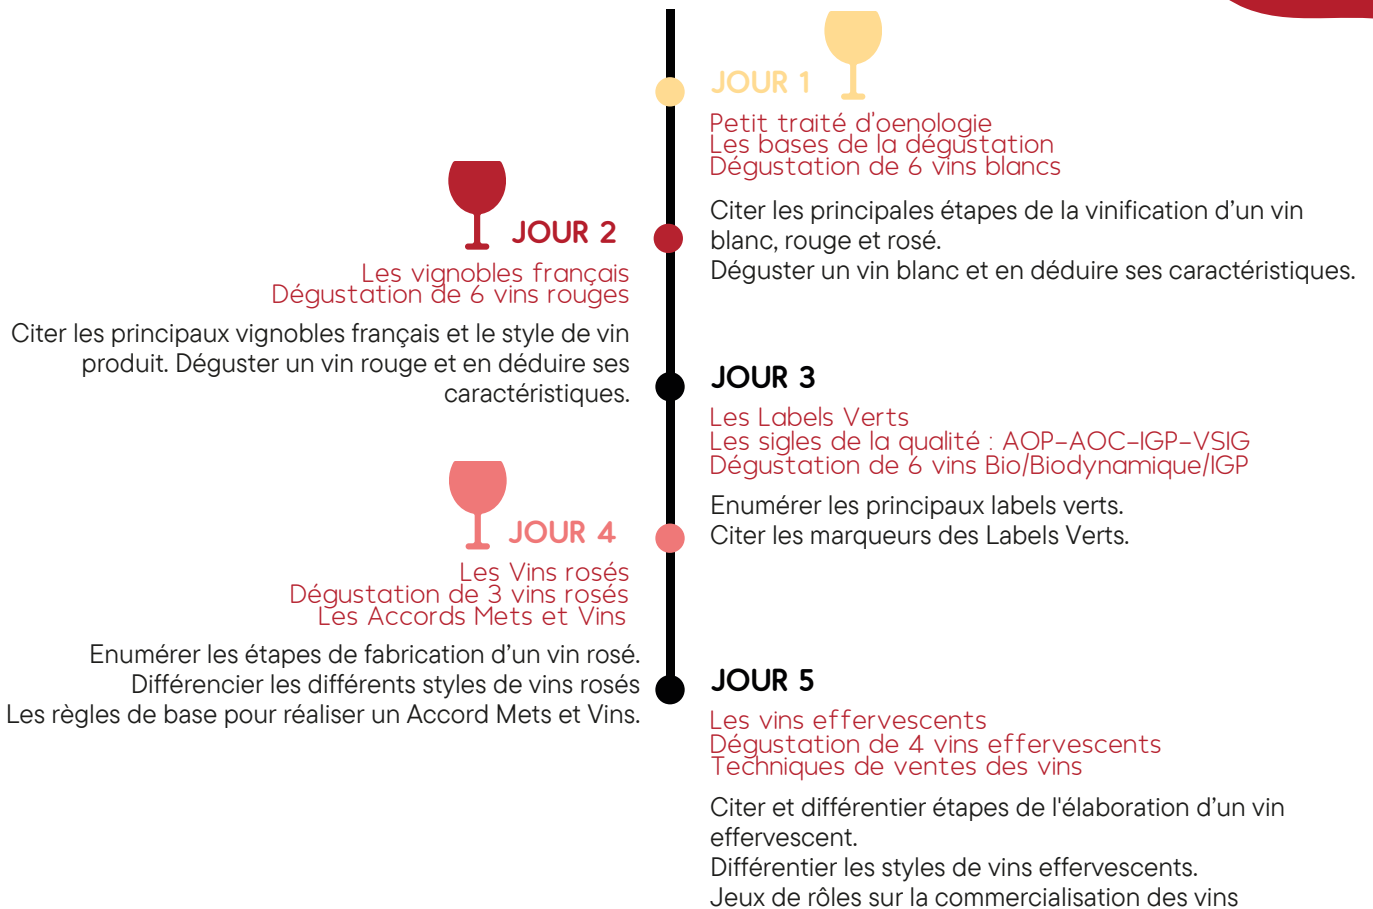 JOUR 1
Petit traité d'oenologie
Les bases de la dégustation
Dégustation de 6 vins blancs
Citer les principales étapes de la vinification d’un vin
blanc, rouge et rosé.
Déguster un vin blanc et en déduire ses caractéristiques.
JOUR 2
Les vignobles français
Dégustation de 6 vins rouges
Citer les principaux vignobles français et le style de vin
produit. Déguster un vin rouge et en déduire ses
caractéristiques.
JOUR 3
Les Labels Verts
Les sigles de la qualité : AOP-AOC-IGP-VSIG
Dégustation de 6 vins Bio/Biodynamique/IGP
Enumérer les principaux labels verts.
Citer les marqueurs des Labels Verts.
JOUR 4
Les Vins rosés
Dégustation de 3 vins rosés
Les Accords Mets et Vins
Enumérer les étapes de fabrication d’un vin rosé.
Différencier les différents styles de vins rosés
Les règles de base pour réaliser un Accord Mets et Vins.
JOUR 5
Les vins effervescents
Dégustation de 4 vins effervescents
Techniques de ventes des vins
Citer et différentier étapes de l'élaboration d’un vin
effervescent.
Différentier les styles de vins effervescents.
Jeux de rôles sur la commercialisation des vins